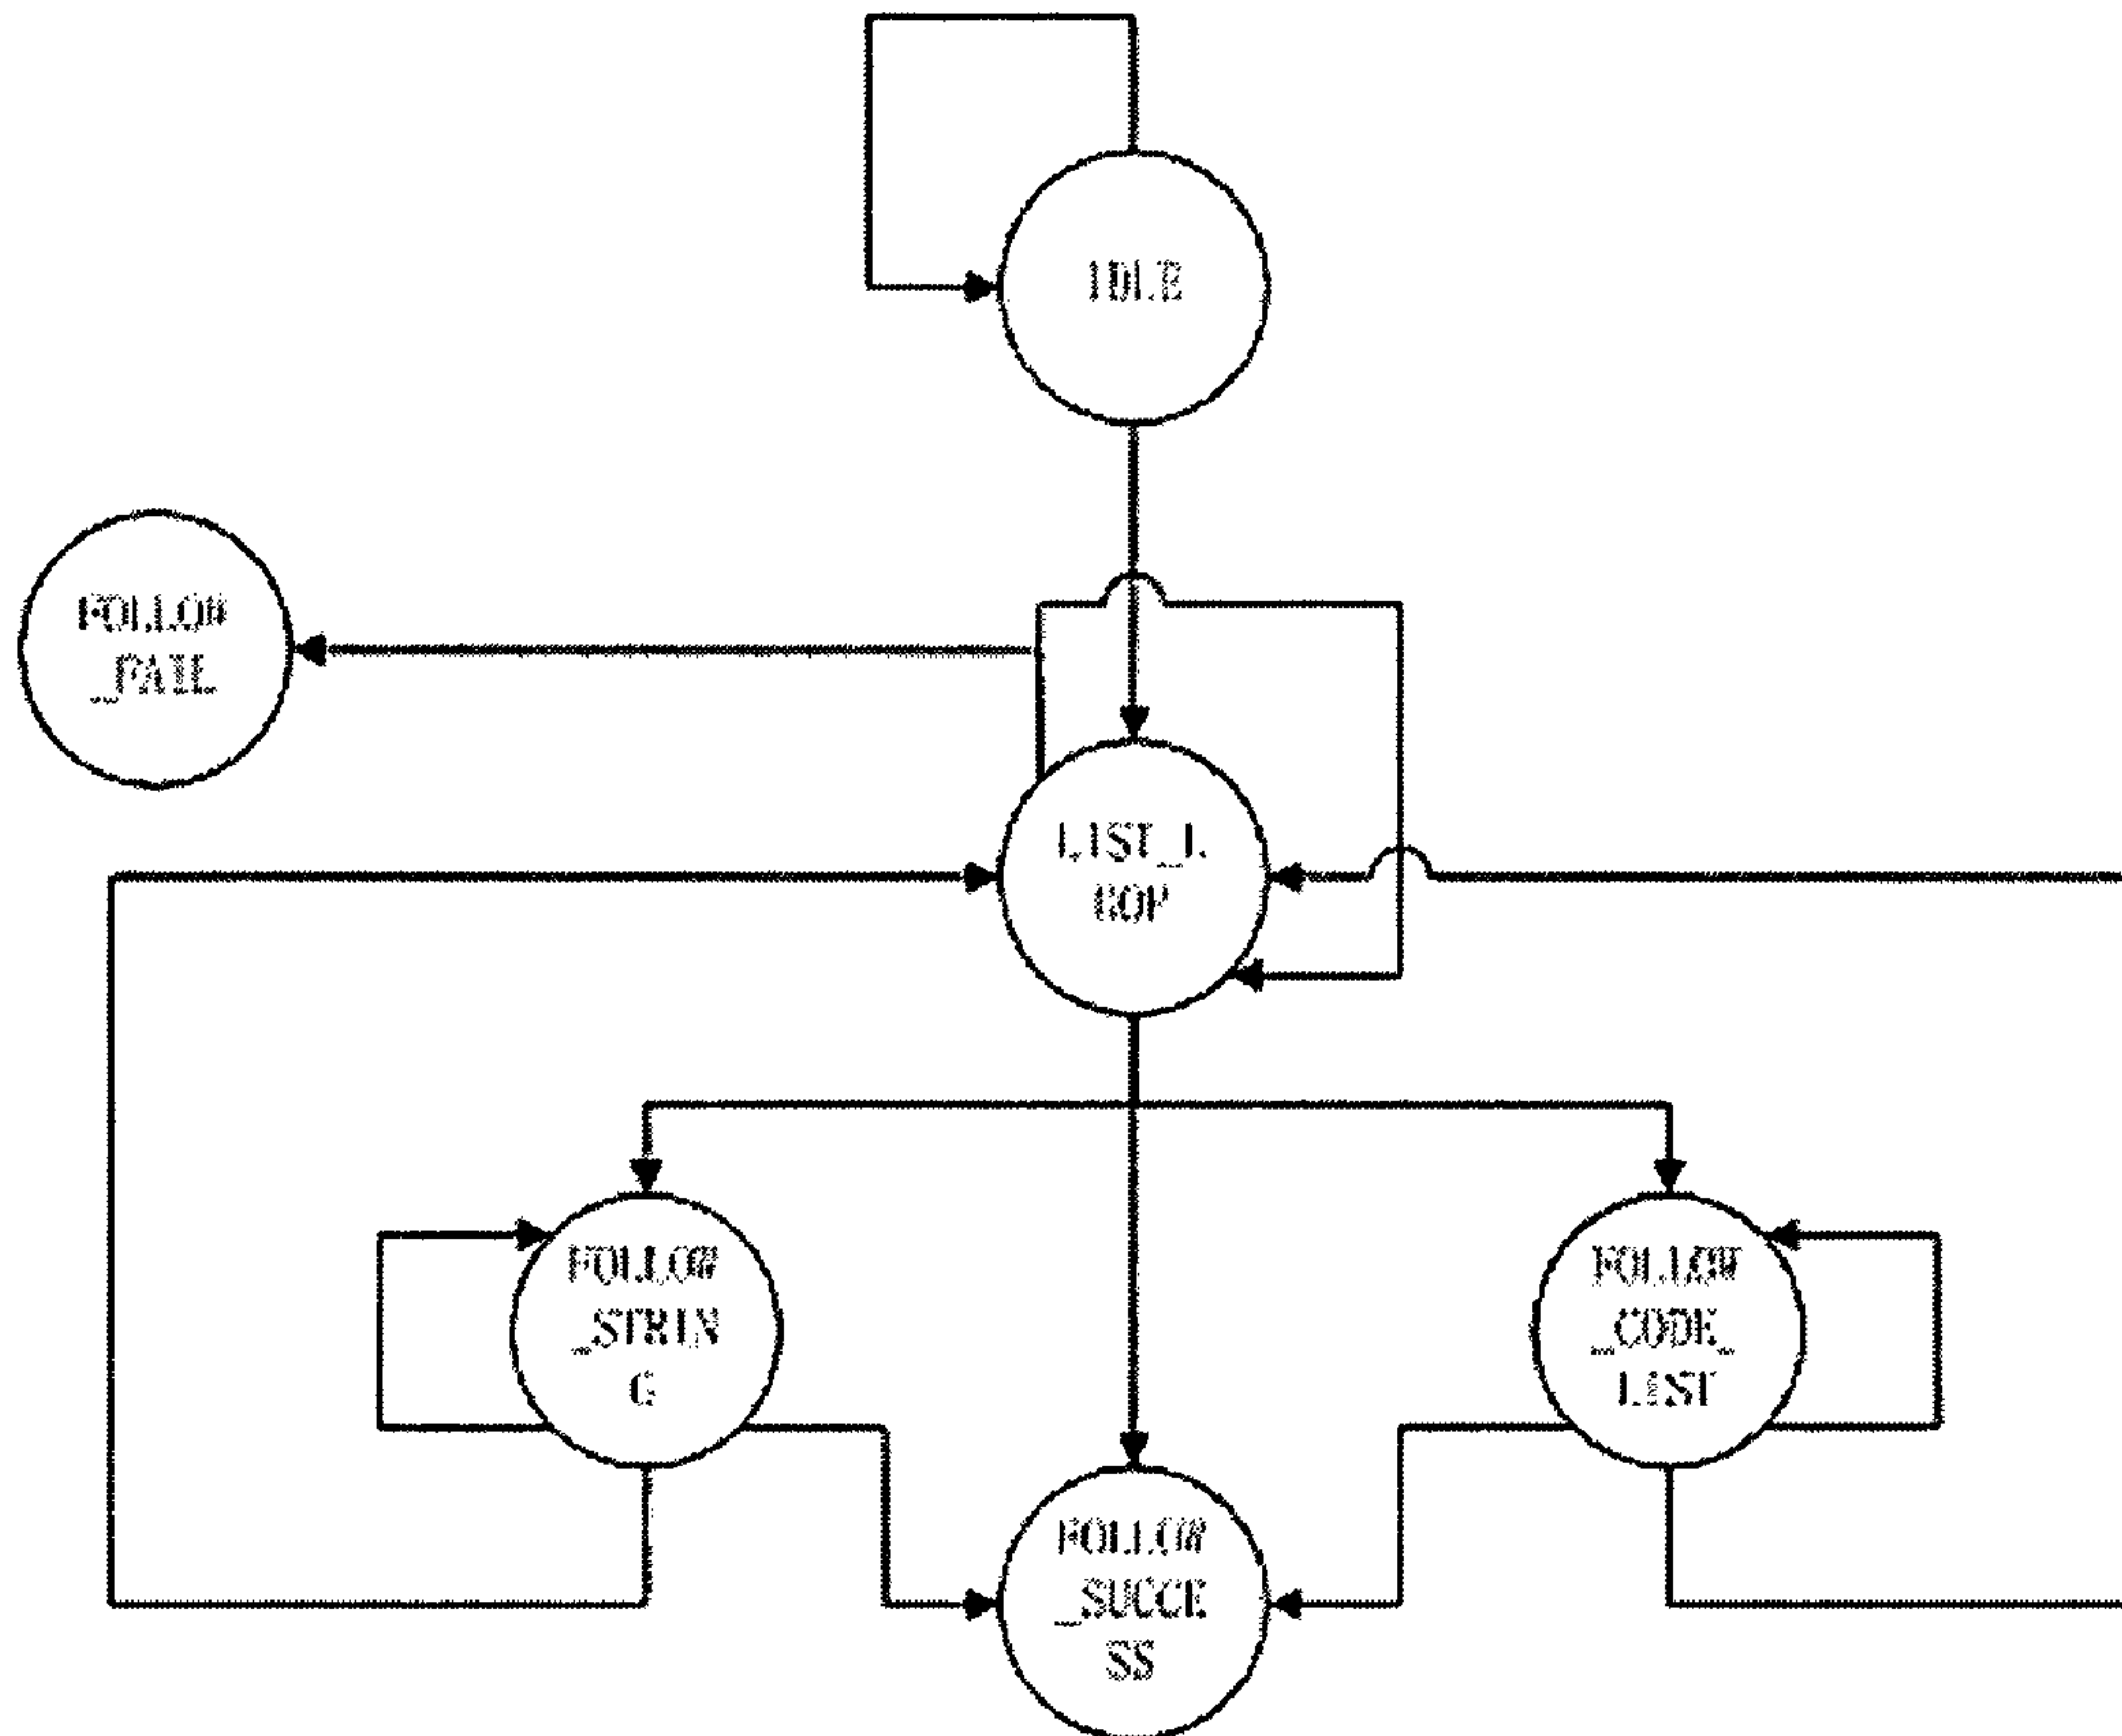 IDLE
FOLLOW
_FAIL
LIST_L
OOP
FOLLOW
_STRIN
G
FOLLOW
_CODE_
LIST
FOLLOW
_SUCCE
SS